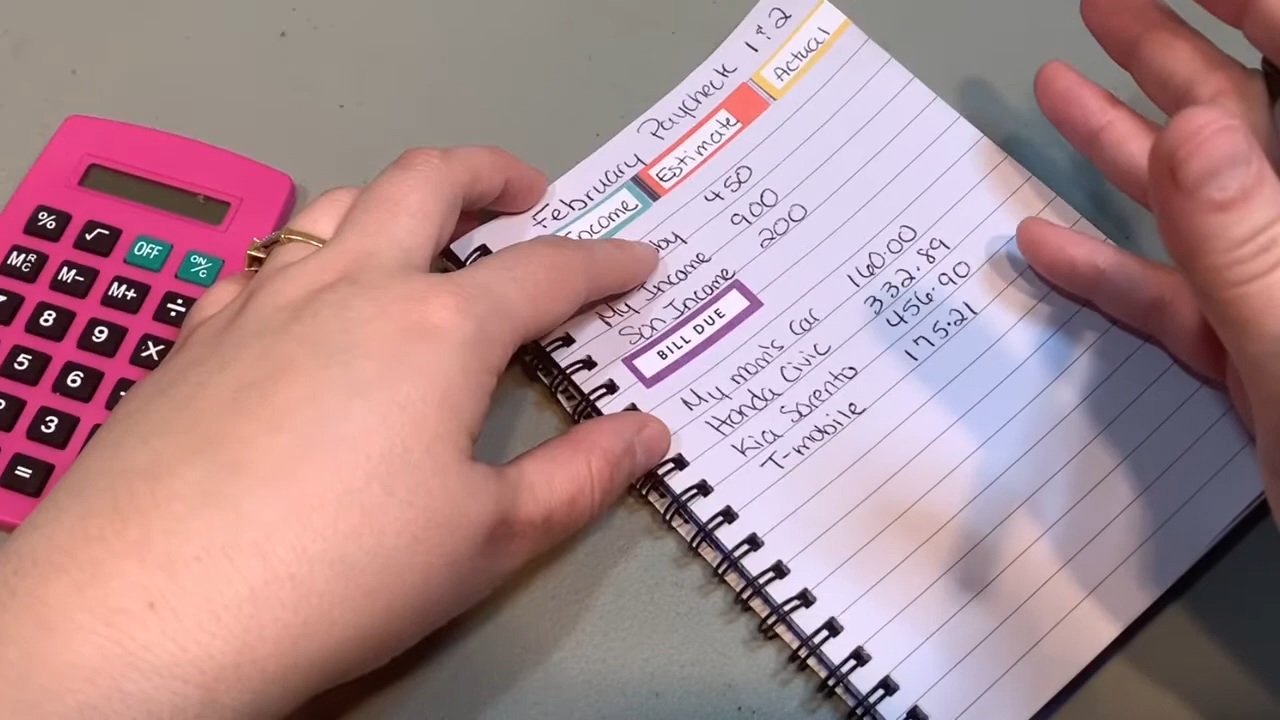 February Paycheck 1 & 2
Income Estimate Actual
450
My Income 900
Son Income 200
BILL DUE
My mom's car 160.00
Honda Civic 332.89
Kia Sorento 456.90
T-mobile 175.21
% √ OFF ON/C
MRC M- M+ ÷
8 9 X
5 6
3
=